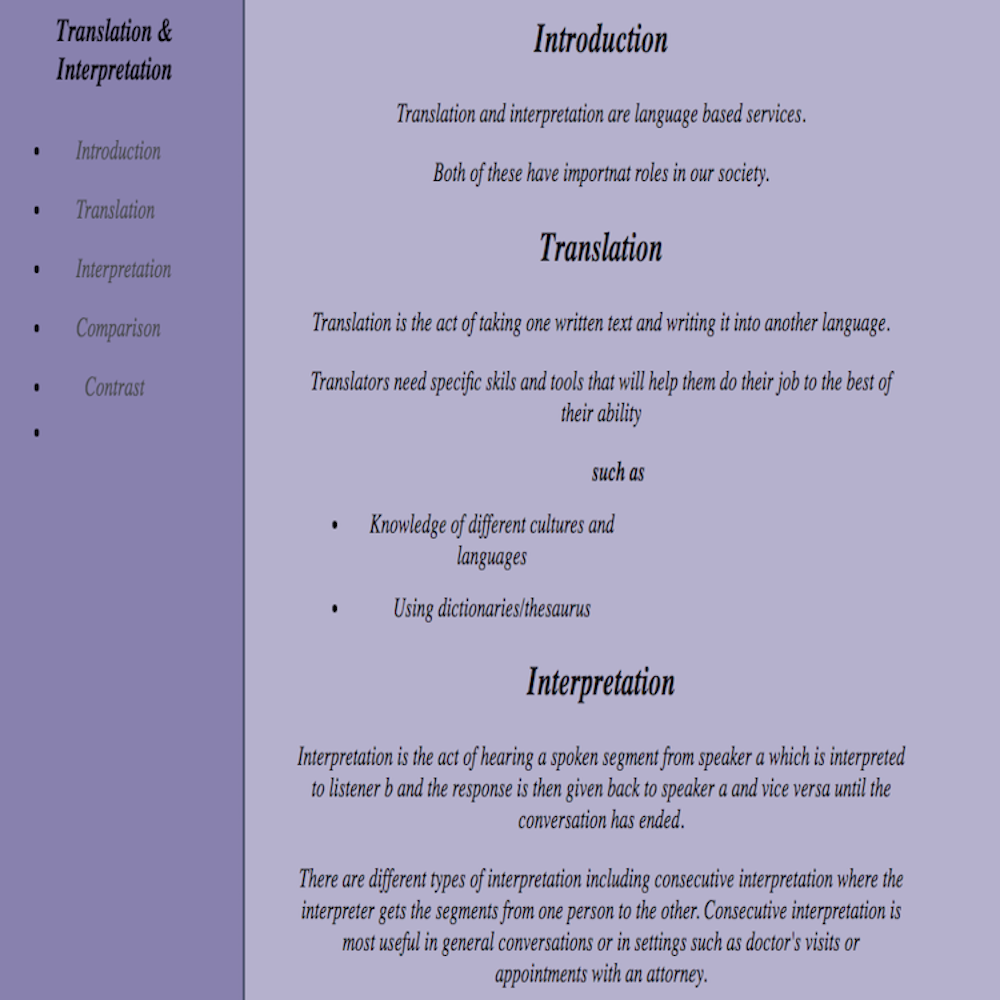 Translation &
Interpretation
• Introduction
• Translation
• Interpretation
• Comparison
• Contrast
•
Introduction
Translation and interpretation are language based services.
Both of these have importnat roles in our society.
Translation
Translation is the act of taking one written text and writing it into another language.
Translators need specific skils and tools that will help them do their job to the best of
their ability
such as
• Knowledge of different cultures and
languages
• Using dictionaries/thesaurus
Interpretation
Interpretation is the act of hearing a spoken segment from speaker a which is interpreted
to listener b and the response is then given back to speaker a and vice versa until the
conversation has ended.
There are different types of interpretation including consecutive interpretation where the
interpreter gets the segments from one person to the other. Consecutive interpretation is
most useful in general conversations or in settings such as doctor's visits or
appointments with an attorney.